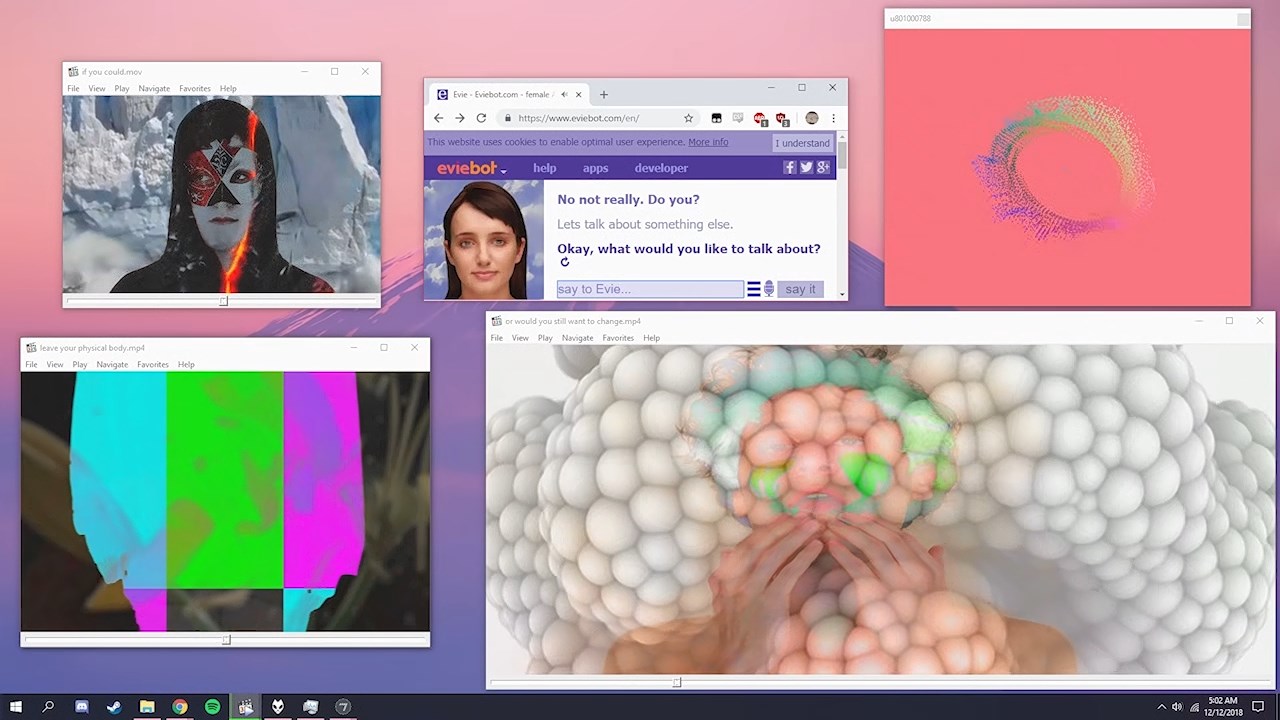 u801000788
if you could.mov
File View Play Navigate Favorites Help
Evie - Eviebot.com - female
https://www.eviebot.com/en/
This website uses cookies to enable optimal user experience. More info
I understand
eviebot
help apps developer
No not really. Do you?
Lets talk about something else.
Okay, what would you like to talk about?
say to Evie...
say it
or would you still want to change.mp4
File View Play Navigate Favorites Help
leave your physical body.mp4
File View Play Navigate Favorites Help
5:02 AM
12/12/2018